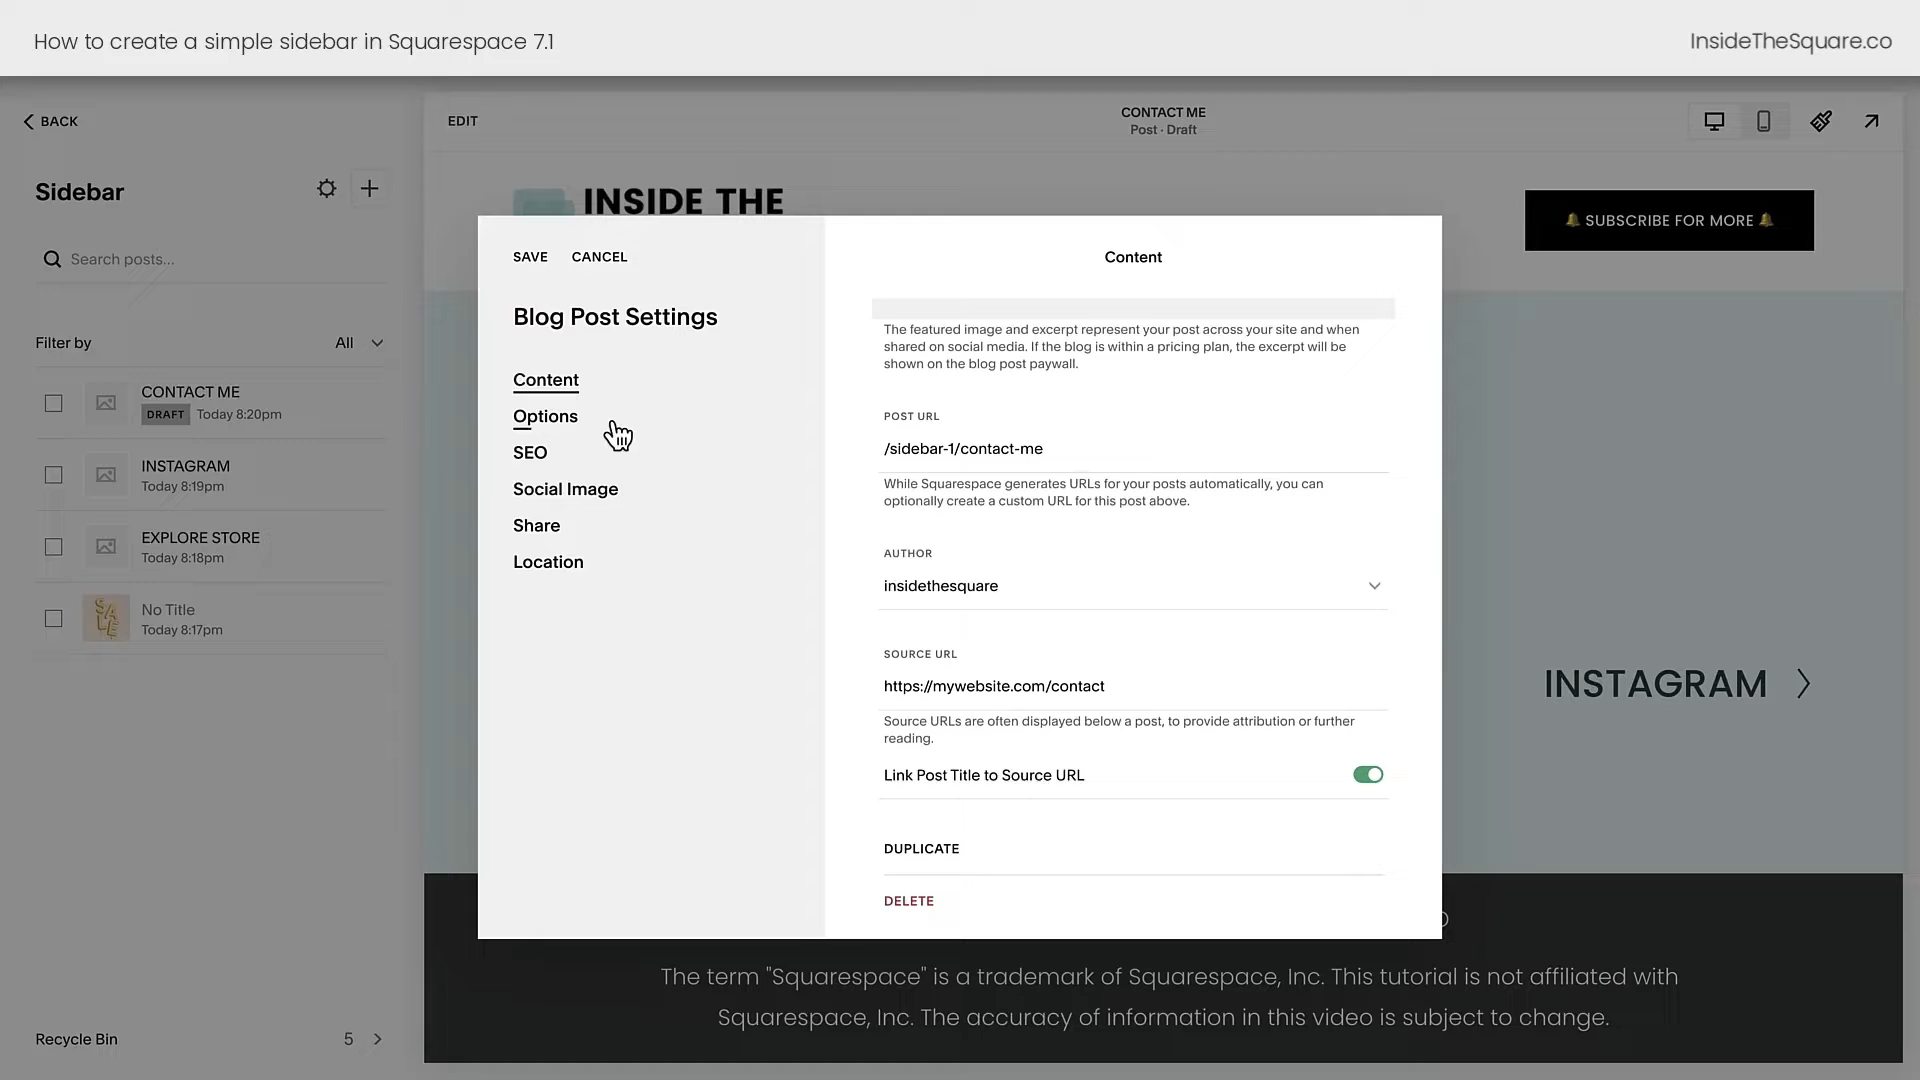 How to create a simple sidebar in Squarespace 7.1
InsideTheSquare.co
BACK
Sidebar
Search posts...
Filter by
All
CONTACT ME
DRAFT Today 8:20pm
INSTAGRAM
Today 8:19pm
EXPLORE STORE
Today 8:18pm
SALE
No Title
Today 8:17pm
Recycle Bin
5
EDIT
CONTACT ME
Post · Draft
INSIDE THE
🔔 SUBSCRIBE FOR MORE 🔔
SAVE
CANCEL
Blog Post Settings
Content
Options
SEO
Social Image
Share
Location
Content
The featured image and excerpt represent your post across your site and when
shared on social media. If the blog is within a pricing plan, the excerpt will be
shown on the blog post paywall.
POST URL
/sidebar-1/contact-me
While Squarespace generates URLs for your posts automatically, you can
optionally create a custom URL for this post above.
AUTHOR
insidethesquare
SOURCE URL
https://mywebsite.com/contact
Source URLs are often displayed below a post, to provide attribution or further
reading.
Link Post Title to Source URL
DUPLICATE
DELETE
INSTAGRAM
The term "Squarespace" is a trademark of Squarespace, Inc. This tutorial is not affiliated with
Squarespace, Inc. The accuracy of information in this video is subject to change.